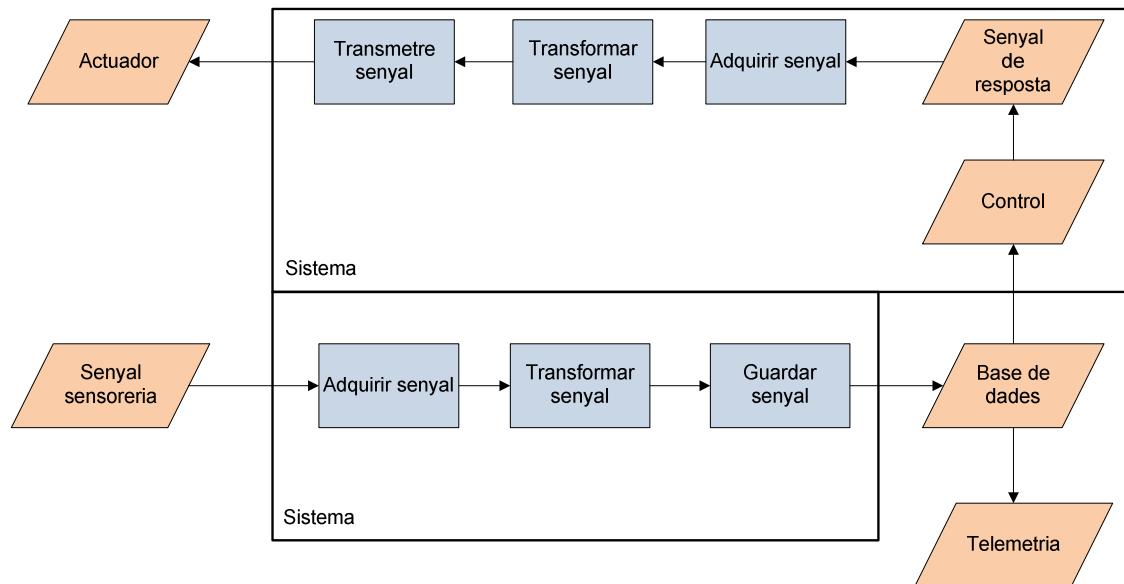 Actuador
Transmetre
senyal
Transformar
senyal
Adquirir senyal
Senyal
de
resposta
Control
Sistema
Senyal
sensoreria
Adquirir senyal
Transformar
senyal
Guardar
senyal
Base de
dades
Sistema
Telemetria